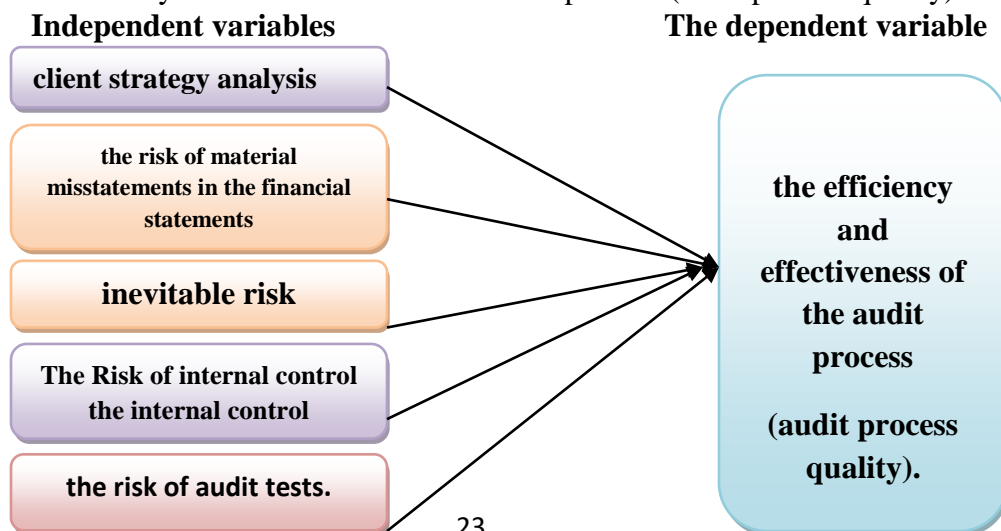 Independent variables
The dependent variable
client strategy analysis
the risk of material
misstatements in the financial
statements
inevitable risk
The Risk of internal control
the internal control
the risk of audit tests.
the efficiency
and
effectiveness of
the audit
process
(audit process
quality).
23